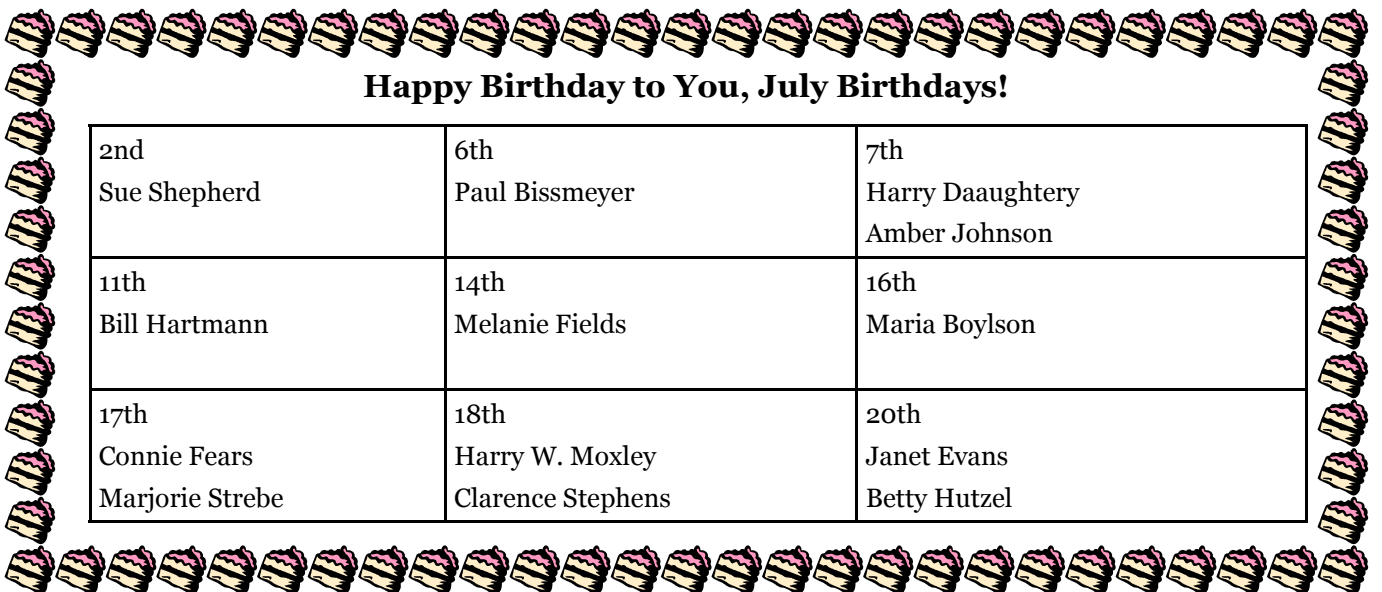 Happy Birthday to You, July Birthdays!
2nd
Sue Shepherd
6th
Paul Bissmeyer
7th
Harry Daaughtery
Amber Johnson
11th
Bill Hartmann
14th
Melanie Fields
16th
Maria Boylson
17th
Connie Fears
Marjorie Strebe
18th
Harry W. Moxley
Clarence Stephens
20th
Janet Evans
Betty Hutzel